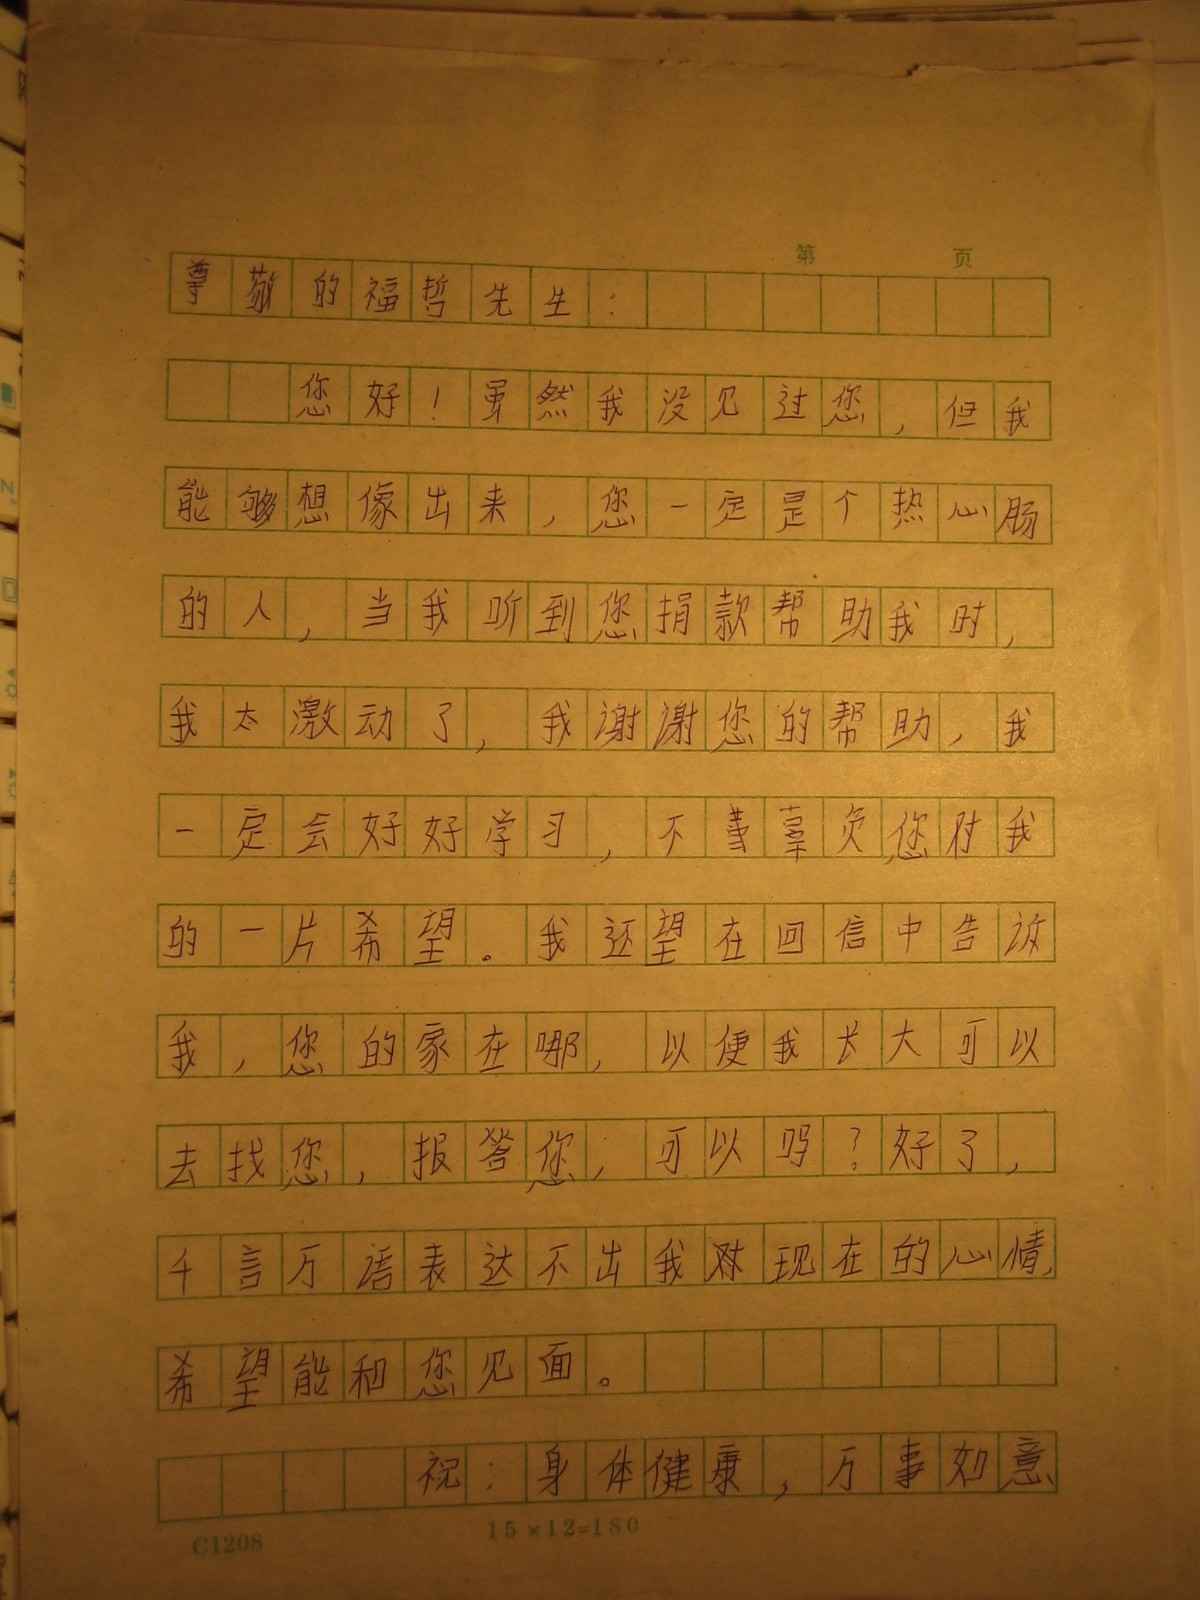 第 页
尊敬的福哲先生：
您好！虽然我没见过您，但我
能够想像出来，您一定是个热心肠
的人，当我听到您捐款帮助我时，
我太激动了，我谢谢您的帮助，我
一定会好好学习，不辜负您对我
的一片希望。我还望在回信中告诉
我，您的家在哪，以便我长大可以
去找您，报答您，可以吗？好了，
千言万语表达不出我现在的心情，
希望能和您见面。
祝：身体健康，万事如意
C1208
15×12=180